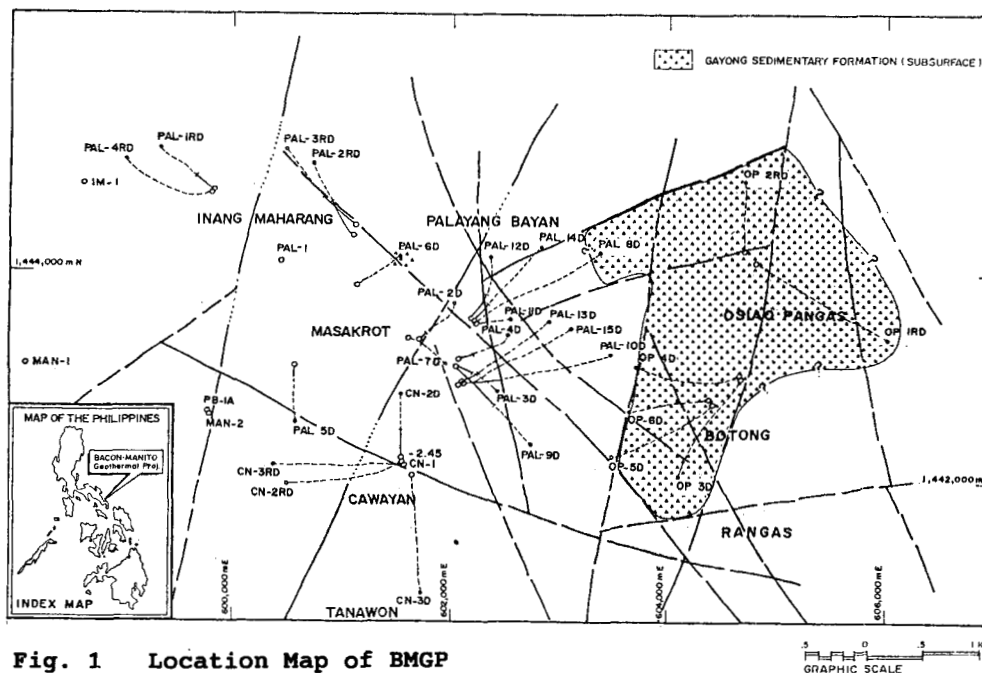 GAYONG SEDIMENTARY FORMATION (SUBSURFACE)
PAL-4RD
PAL-1RD
PAL-3RD
PAL-2RD
IM-1
OP 2RD
INANG MAHARANG
PALAYANG BAYAN
PAL-1
PAL-6D
PAL-12D
PAL 14D
PAL 8D
?
?
1,444,000 m N
PAL-2D
PAL-11D
PAL-13D
OSIAO PANGAS
MASAKROT
PAL-4D
PAL-15D
OP 1RD
MAN-1
PAL-7D
PAL-10D
OP 4D
?
?
CN-2D
PAL-3D
PB-1A
MAN-2
PAL 5D
OP-6D
BOTONG
MAP OF THE PHILIPPINES
BACON-MANITO
Geothermal Proj.
INDEX MAP
-2.45
CN-1
PAL-9D
OP-5D
CN-3RD
CN-2RD
OP 3D
1,442,000 m
CAWAYAN
RANGAS
CN-3D
TANAWON
600,000 mE
602,000 mE
604,000 mE
606,000 mE
Fig. 1 Location Map of BMGP
.5 0 .5 1 K
GRAPHIC SCALE